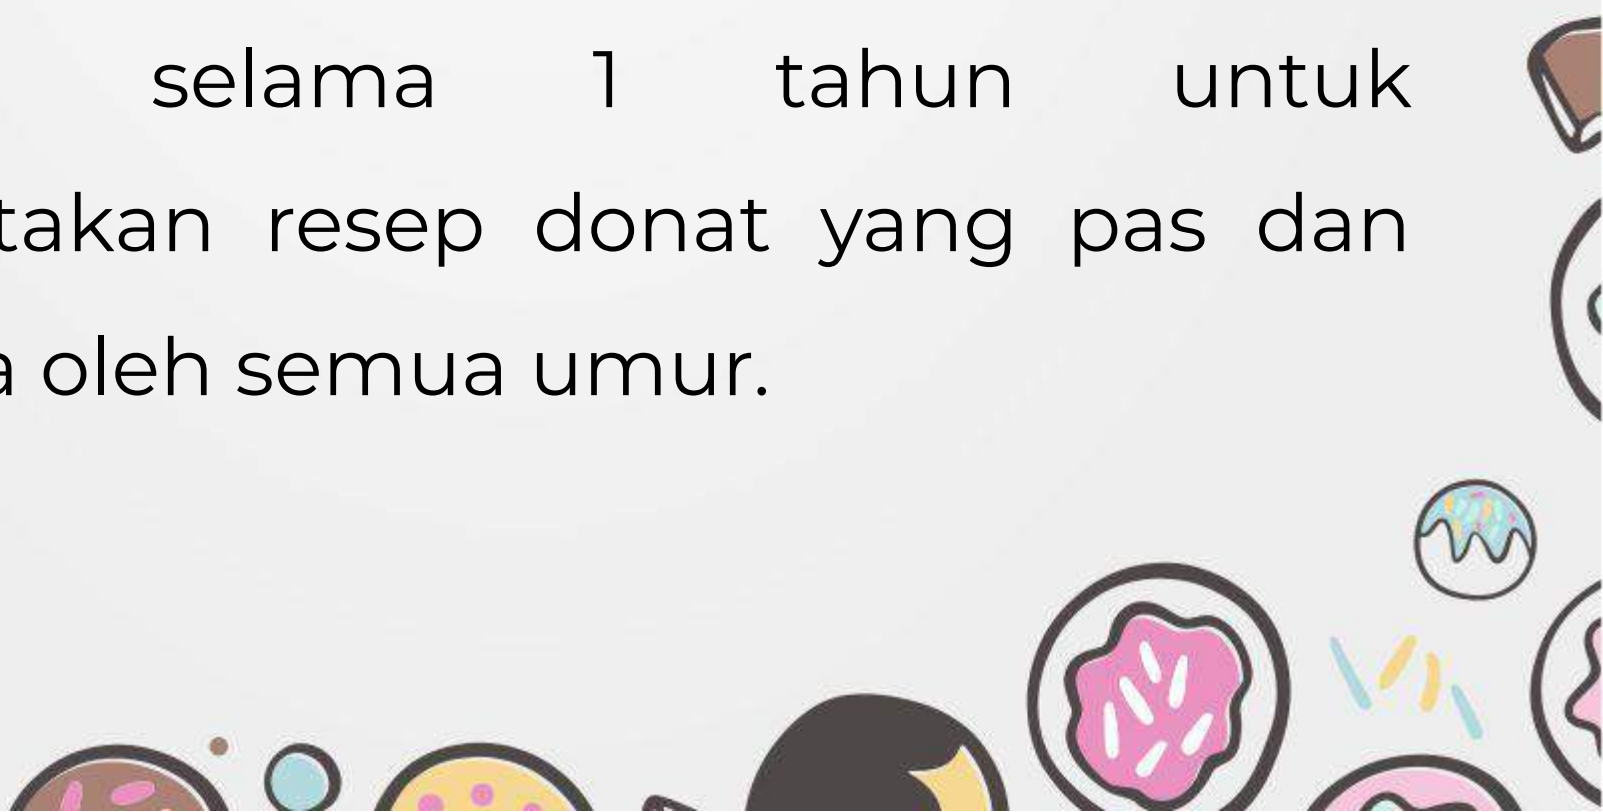 selama 1 tahun untuk
takan resep donat yang pas dan
a oleh semua umur.